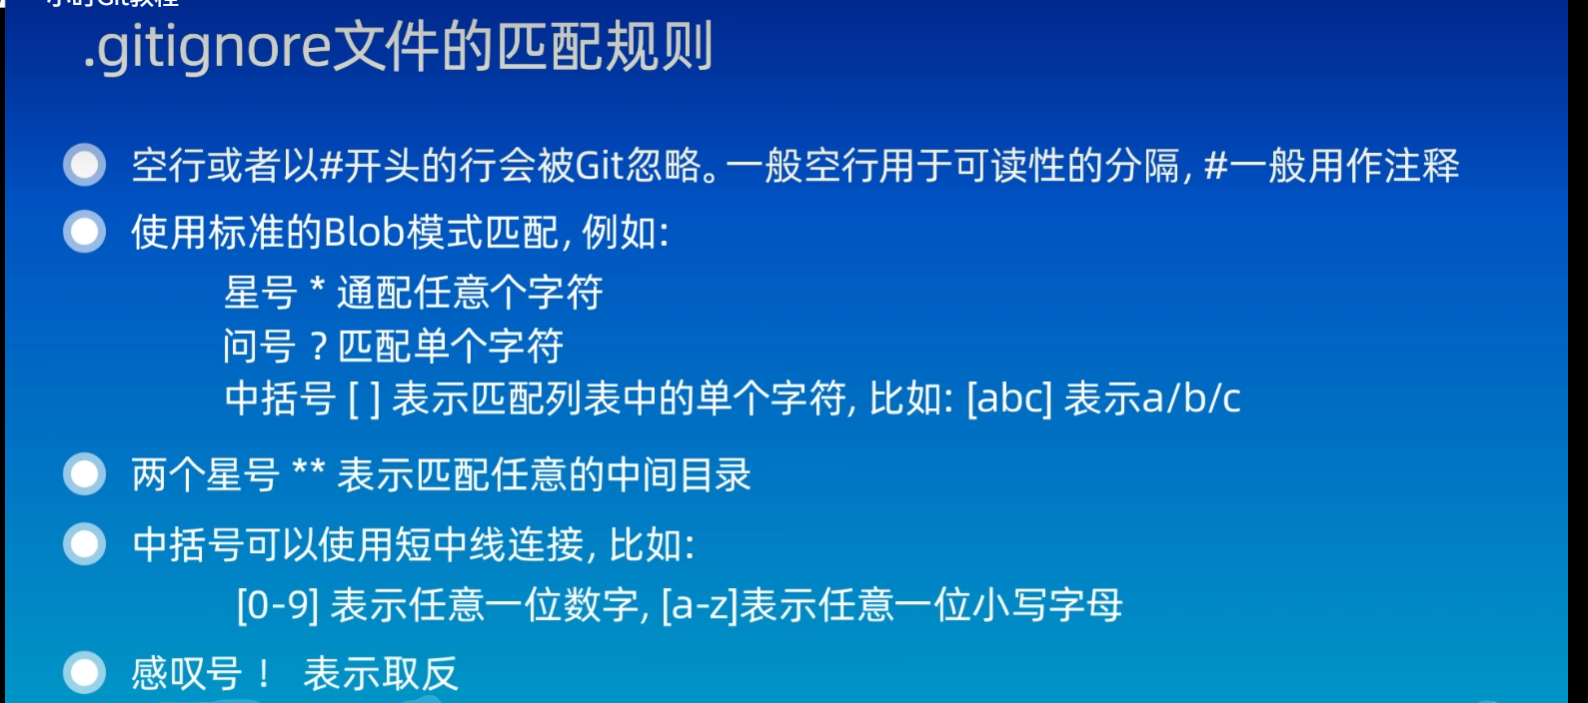 小时Git教程
.gitignore文件的匹配规则
空行或者以#开头的行会被Git忽略。一般空行用于可读性的分隔, #一般用作注释
使用标准的Blob模式匹配, 例如:
星号 * 通配任意个字符
问号 ? 匹配单个字符
中括号 [ ] 表示匹配列表中的单个字符, 比如: [abc] 表示a/b/c
两个星号 ** 表示匹配任意的中间目录
中括号可以使用短中线连接, 比如:
[0-9] 表示任意一位数字, [a-z]表示任意一位小写字母
感叹号 ！ 表示取反